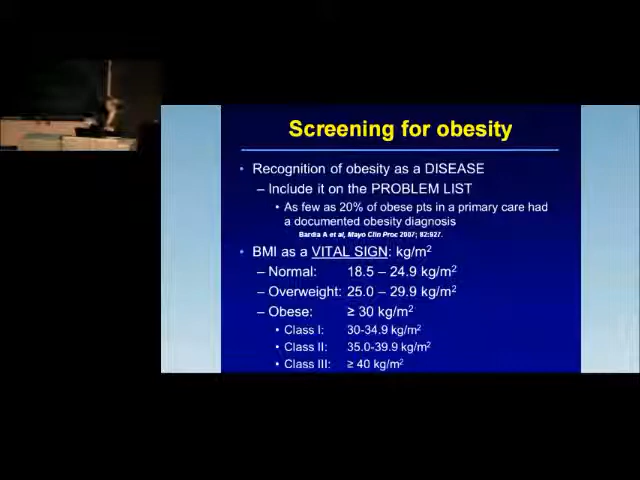 Screening for obesity
• Recognition of obesity as a DISEASE
– Include it on the PROBLEM LIST
• As few as 20% of obese pts in a primary care had
a documented obesity diagnosis
Bardia A et al, Mayo Clin Proc 2007; 82:927.
• BMI as a VITAL SIGN: kg/m²
– Normal: 18.5 – 24.9 kg/m²
– Overweight: 25.0 – 29.9 kg/m²
– Obese: ≥ 30 kg/m²
• Class I: 30-34.9 kg/m²
• Class II: 35.0-39.9 kg/m²
• Class III: ≥ 40 kg/m²